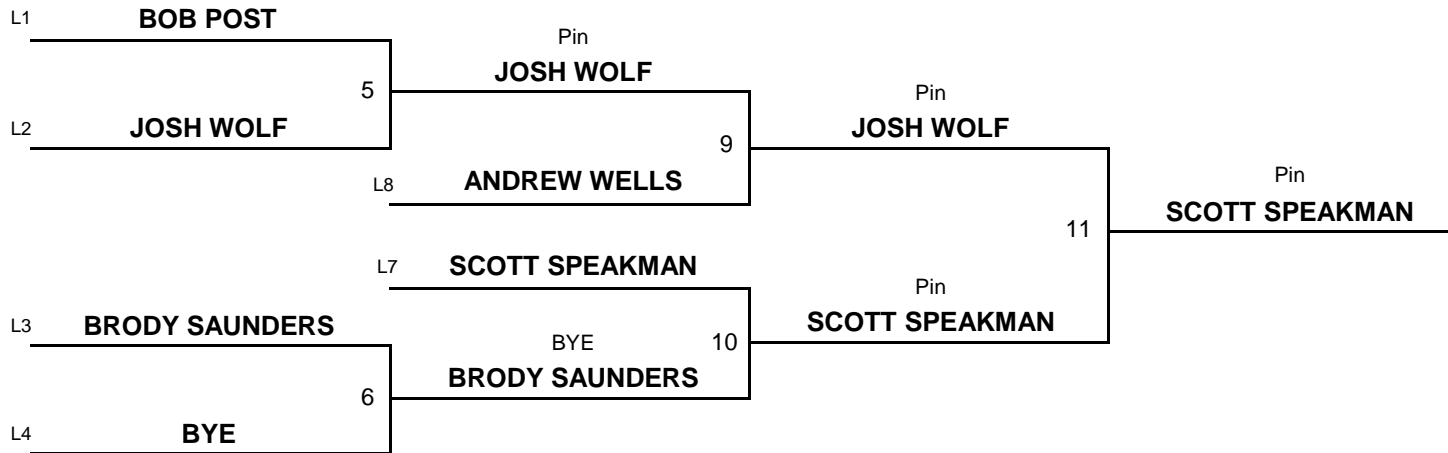 L1 BOB POST
Pin
JOSH WOLF
5
Pin
L2 JOSH WOLF
JOSH WOLF
9
Pin
L8 ANDREW WELLS
SCOTT SPEAKMAN
11
L7 SCOTT SPEAKMAN
Pin
L3 BRODY SAUNDERS
SCOTT SPEAKMAN
BYE
10
BRODY SAUNDERS
6
L4 BYE